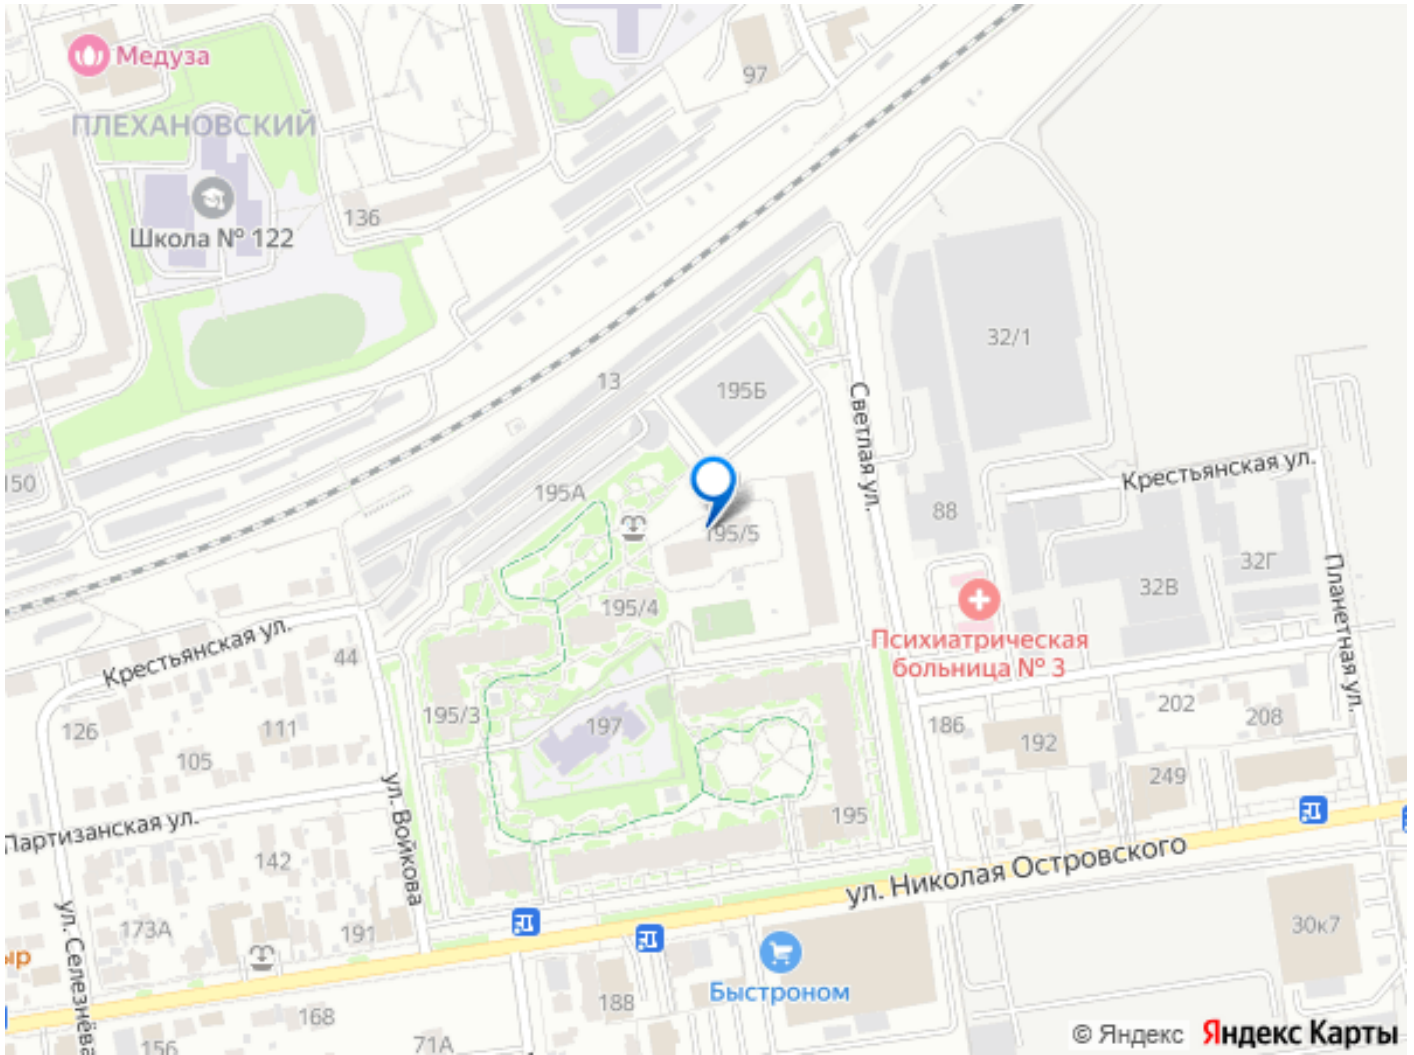 Медуза
97
ПЛЕХАНОВСКИЙ
136
Школа № 122
32/1
13
195Б
Светлая ул.
Крестьянская ул.
150
195А
88
195/5
32Г
32В
Планетная ул.
195/4
Психиатрическая
больница № 3
Крестьянская ул.
44
126
111
195/3
197
186
202
208
192
105
249
195
ул. Войкова
Партизанская ул.
142
ул. Николая Островского
173А
191
30к7
ыр
ул. Селезнёва
Быстроном
188
168
71А
156
© Яндекс Яндекс Карты